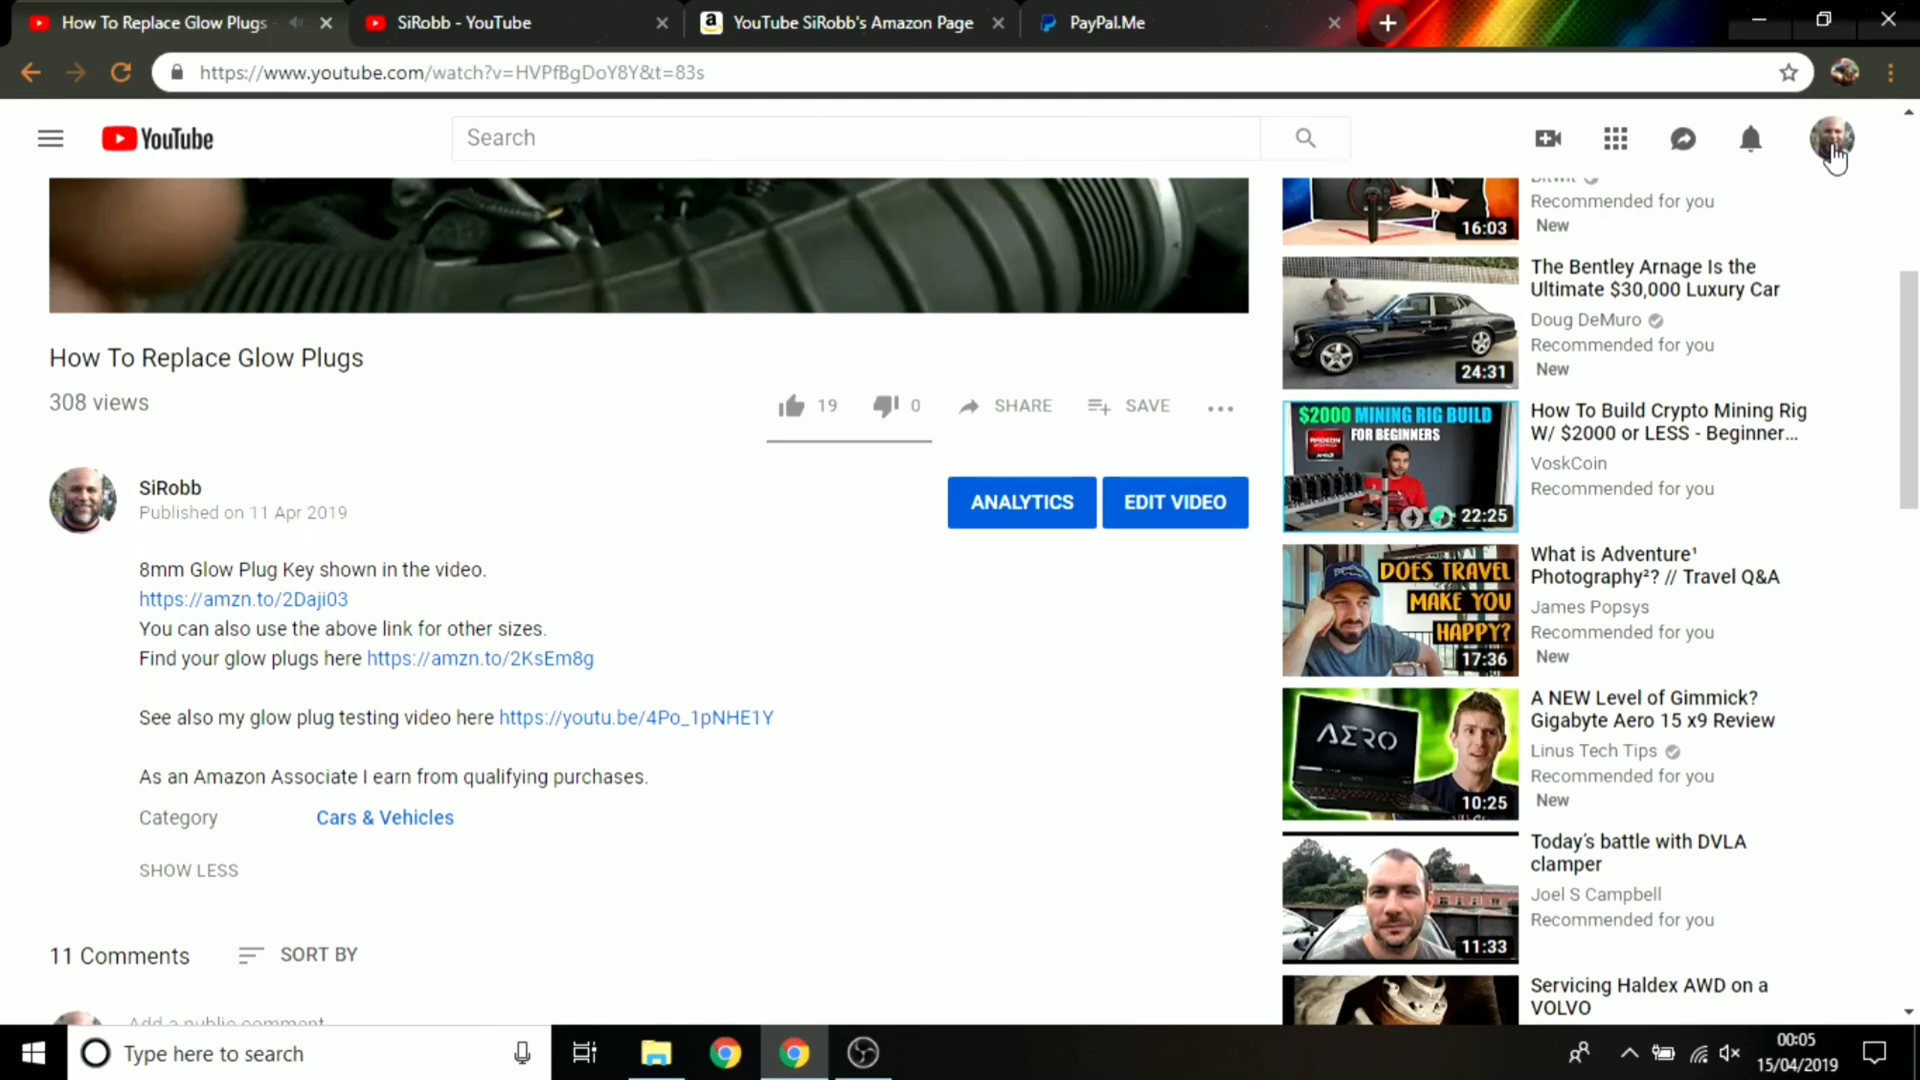 How To Replace Glow Plugs
SiRobb - YouTube
YouTube SiRobb's Amazon Page
PayPal.Me
https://www.youtube.com/watch?v=HVPfBgDoY8Y&t=83s
YouTube
Search
How To Replace Glow Plugs
308 views
19
0
SHARE
SAVE
SiRobb
Published on 11 Apr 2019
ANALYTICS
EDIT VIDEO
8mm Glow Plug Key shown in the video.
https://amzn.to/2Daji03
You can also use the above link for other sizes.
Find your glow plugs here https://amzn.to/2KsEm8g
See also my glow plug testing video here https://youtu.be/4Po_1pNHE1Y
As an Amazon Associate I earn from qualifying purchases.
Category
Cars & Vehicles
SHOW LESS
11 Comments
SORT BY
Add a public comment
16:03
Bitwit
Recommended for you
New
24:31
The Bentley Arnage Is the
Ultimate $30,000 Luxury Car
Doug DeMuro
Recommended for you
New
$2000 MINING RIG BUILD
FOR BEGINNERS
RADEON
AMD
22:25
How To Build Crypto Mining Rig
W/ $2000 or LESS - Beginner...
VoskCoin
Recommended for you
DOES TRAVEL
MAKE YOU
HAPPY?
17:36
What is Adventure¹
Photography²? // Travel Q&A
James Popsys
Recommended for you
New
AERO
10:25
A NEW Level of Gimmick?
Gigabyte Aero 15 x9 Review
Linus Tech Tips
Recommended for you
New
11:33
Today's battle with DVLA
clamper
Joel S Campbell
Recommended for you
Servicing Haldex AWD on a
VOLVO
Type here to search
00:05
15/04/2019